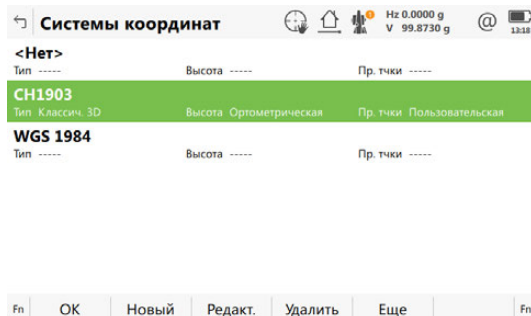 Системы координат Hz 0.0000 g
V 99.8730 g
@ 13:18
<Нет>
Тип ----- Высота ----- Пр. тчки -----
CH1903
Тип Классич. 3D Высота Ортометрическая Пр. тчки Пользовательская
WGS 1984
Тип ----- Высота ----- Пр. тчки -----
Fn OK Новый Редакт. Удалить Еще Fn